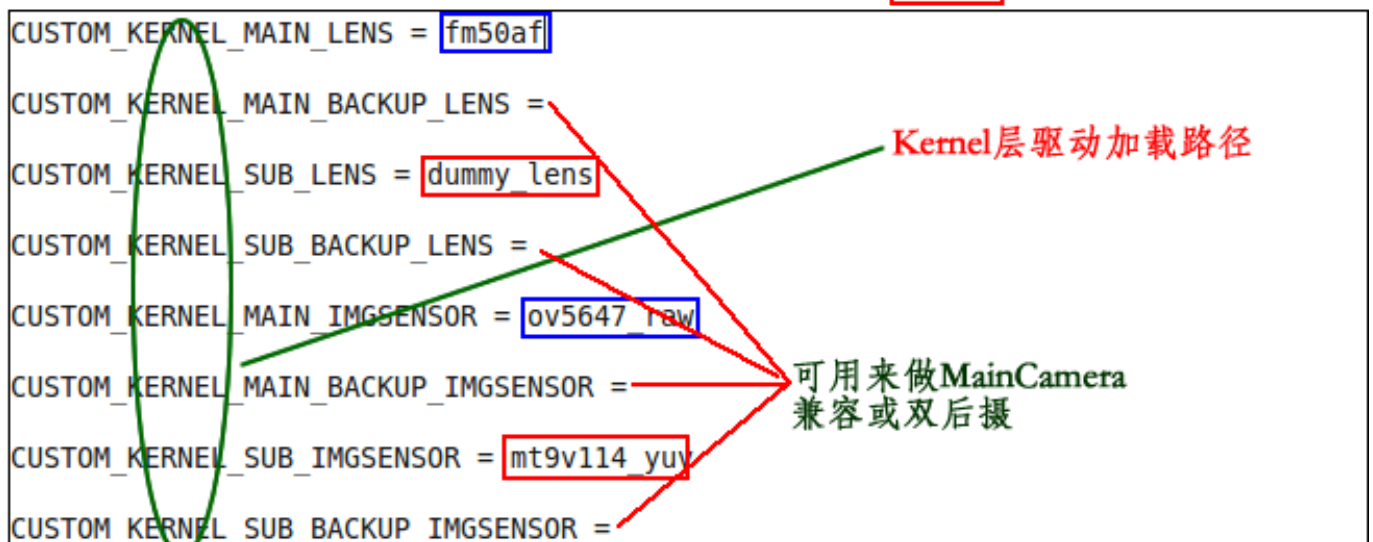 CUSTOM_KERNEL_MAIN_LENS = fm50af
CUSTOM_KERNEL_MAIN_BACKUP_LENS =
Kernel层驱动加载路径
CUSTOM_KERNEL_SUB_LENS = dummy_lens
CUSTOM_KERNEL_SUB_BACKUP_LENS =
CUSTOM_KERNEL_MAIN_IMGSENSOR = ov5647_raw
CUSTOM_KERNEL_MAIN_BACKUP_IMGSENSOR =
可用来做MainCamera
兼容或双后摄
CUSTOM_KERNEL_SUB_IMGSENSOR = mt9v114_yuv
CUSTOM_KERNEL_SUB_BACKUP_IMGSENSOR =